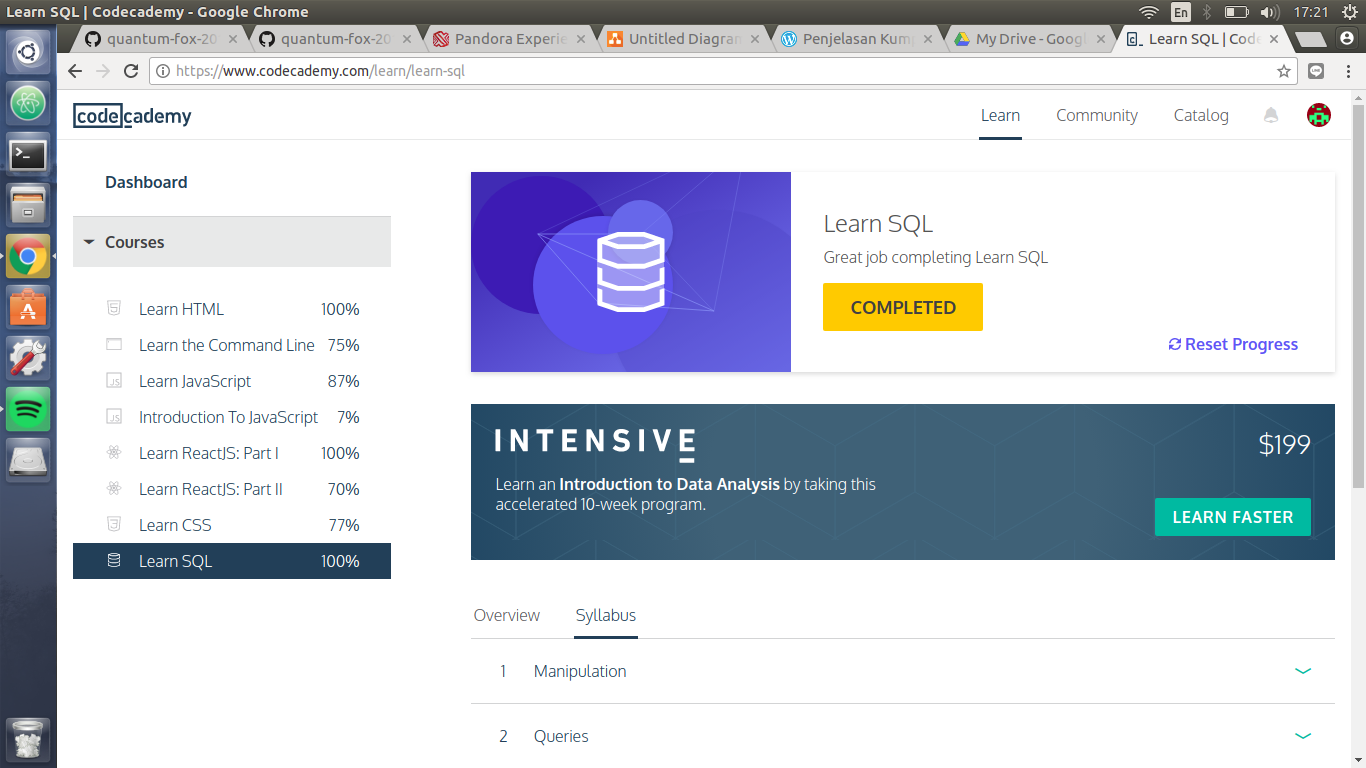 Learn SQL | Codecademy - Google Chrome
En
17:21
quantum-fox-20
quantum-fox-20
Pandora Experie
Untitled Diagran
Penjelasan Kum
My Drive - Googl
Learn SQL | Cod
https://www.codecademy.com/learn/learn-sql
codecademy
Learn
Community
Catalog
Dashboard
Courses
Learn HTML 100%
Learn the Command Line 75%
Learn JavaScript 87%
Introduction To JavaScript 7%
Learn ReactJS: Part I 100%
Learn ReactJS: Part II 70%
Learn CSS 77%
Learn SQL 100%
Learn SQL
Great job completing Learn SQL
COMPLETED
Reset Progress
INTENSIVE
$199
Learn an Introduction to Data Analysis by taking this
accelerated 10-week program.
LEARN FASTER
Overview
Syllabus
1 Manipulation
2 Queries